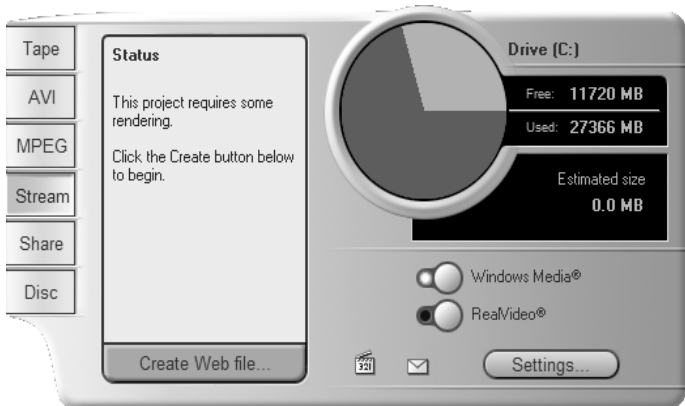 Tape
AVI
MPEG
Stream
Share
Disc
Status
This project requires some
rendering.
Click the Create button below
to begin.
Create Web file...
Drive (C:)
Free: 11720 MB
Used: 27366 MB
Estimated size
0.0 MB
Windows Media®
RealVideo®
321
Settings...